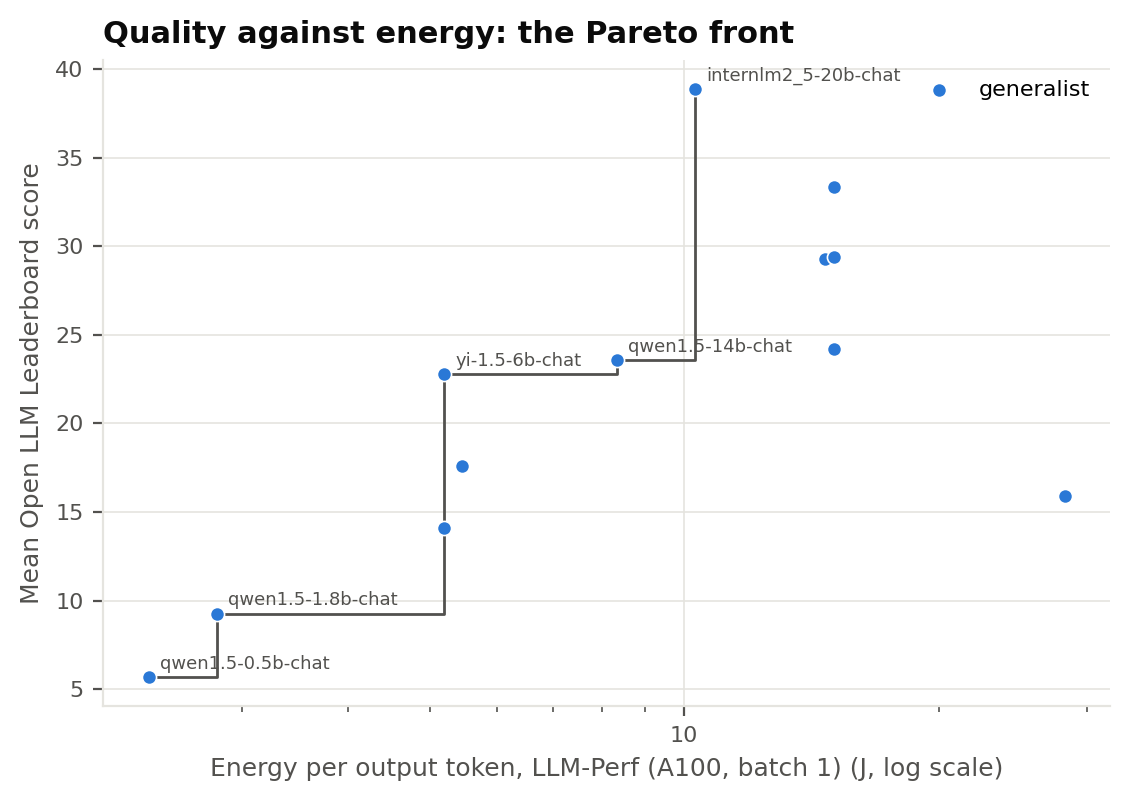 Quality against energy: the Pareto front
Mean Open LLM Leaderboard score
40
35
30
25
20
15
10
5
internlm2_5-20b-chat
generalist
qwen1.5-14b-chat
yi-1.5-6b-chat
qwen1.5-1.8b-chat
qwen1.5-0.5b-chat
10
Energy per output token, LLM-Perf (A100, batch 1) (J, log scale)